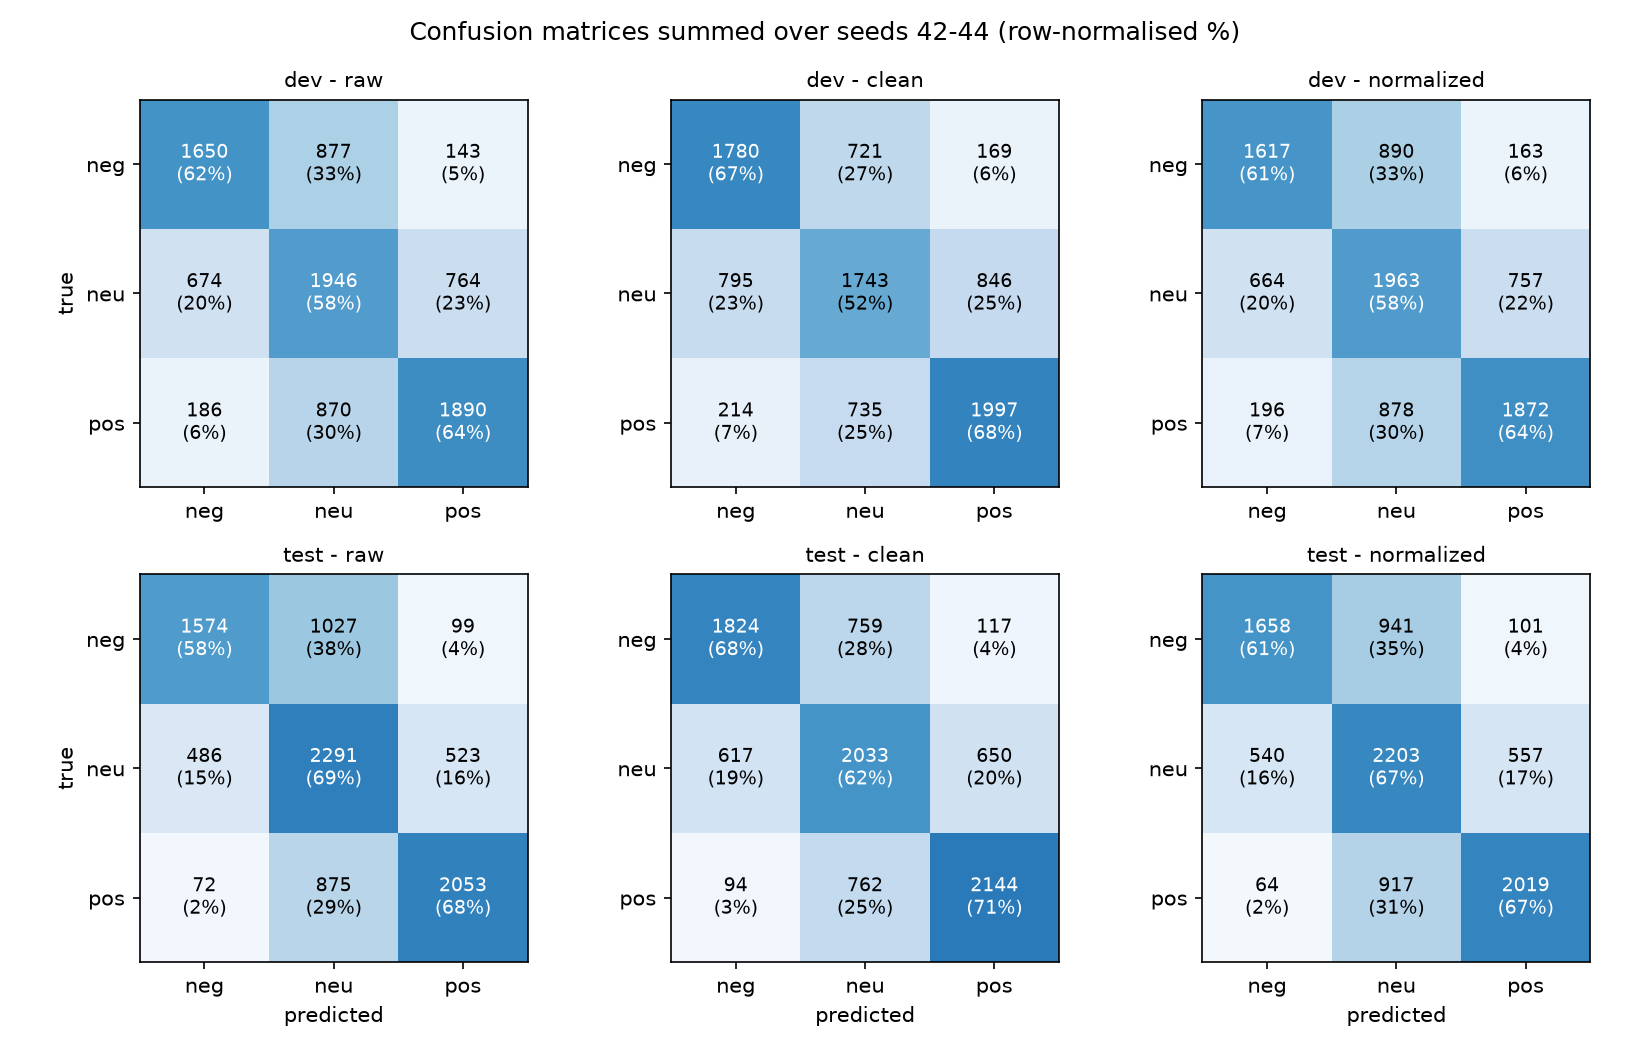 Confusion matrices summed over seeds 42-44 (row-normalised %)
dev - raw
true
neg
1650 877 143
(62%) (33%) (5%)
neu
674 1946 764
(20%) (58%) (23%)
pos
186 870 1890
(6%) (30%) (64%)
neg neu pos
dev - clean
neg
1780 721 169
(67%) (27%) (6%)
neu
795 1743 846
(23%) (52%) (25%)
pos
214 735 1997
(7%) (25%) (68%)
neg neu pos
dev - normalized
neg
1617 890 163
(61%) (33%) (6%)
neu
664 1963 757
(20%) (58%) (22%)
pos
196 878 1872
(7%) (30%) (64%)
neg neu pos
test - raw
true
neg
1574 1027 99
(58%) (38%) (4%)
neu
486 2291 523
(15%) (69%) (16%)
pos
72 875 2053
(2%) (29%) (68%)
neg neu pos
predicted
test - clean
neg
1824 759 117
(68%) (28%) (4%)
neu
617 2033 650
(19%) (62%) (20%)
pos
94 762 2144
(3%) (25%) (71%)
neg neu pos
predicted
test - normalized
neg
1658 941 101
(61%) (35%) (4%)
neu
540 2203 557
(16%) (67%) (17%)
pos
64 917 2019
(2%) (31%) (67%)
neg neu pos
predicted